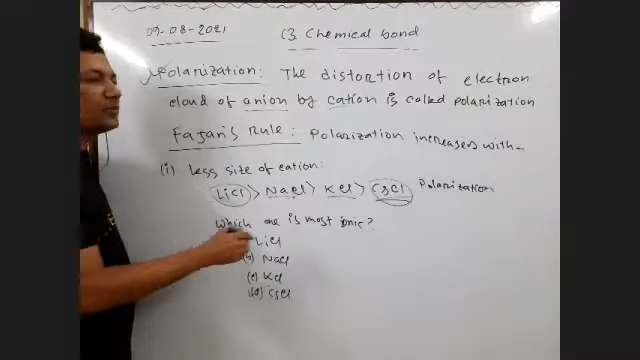 09-08-2021
C3 Chemical bond
Polarization: The distortion of electron
cloud of anion by cation is called polarization
Fajan's Rule: Polarization increases with-
(i) Less size of cation:
LiCl > NaCl > KCl > CsCl Polarization
Which one is most ionic?
LiCl
(b) NaCl
(c) KCl
(d) CsCl